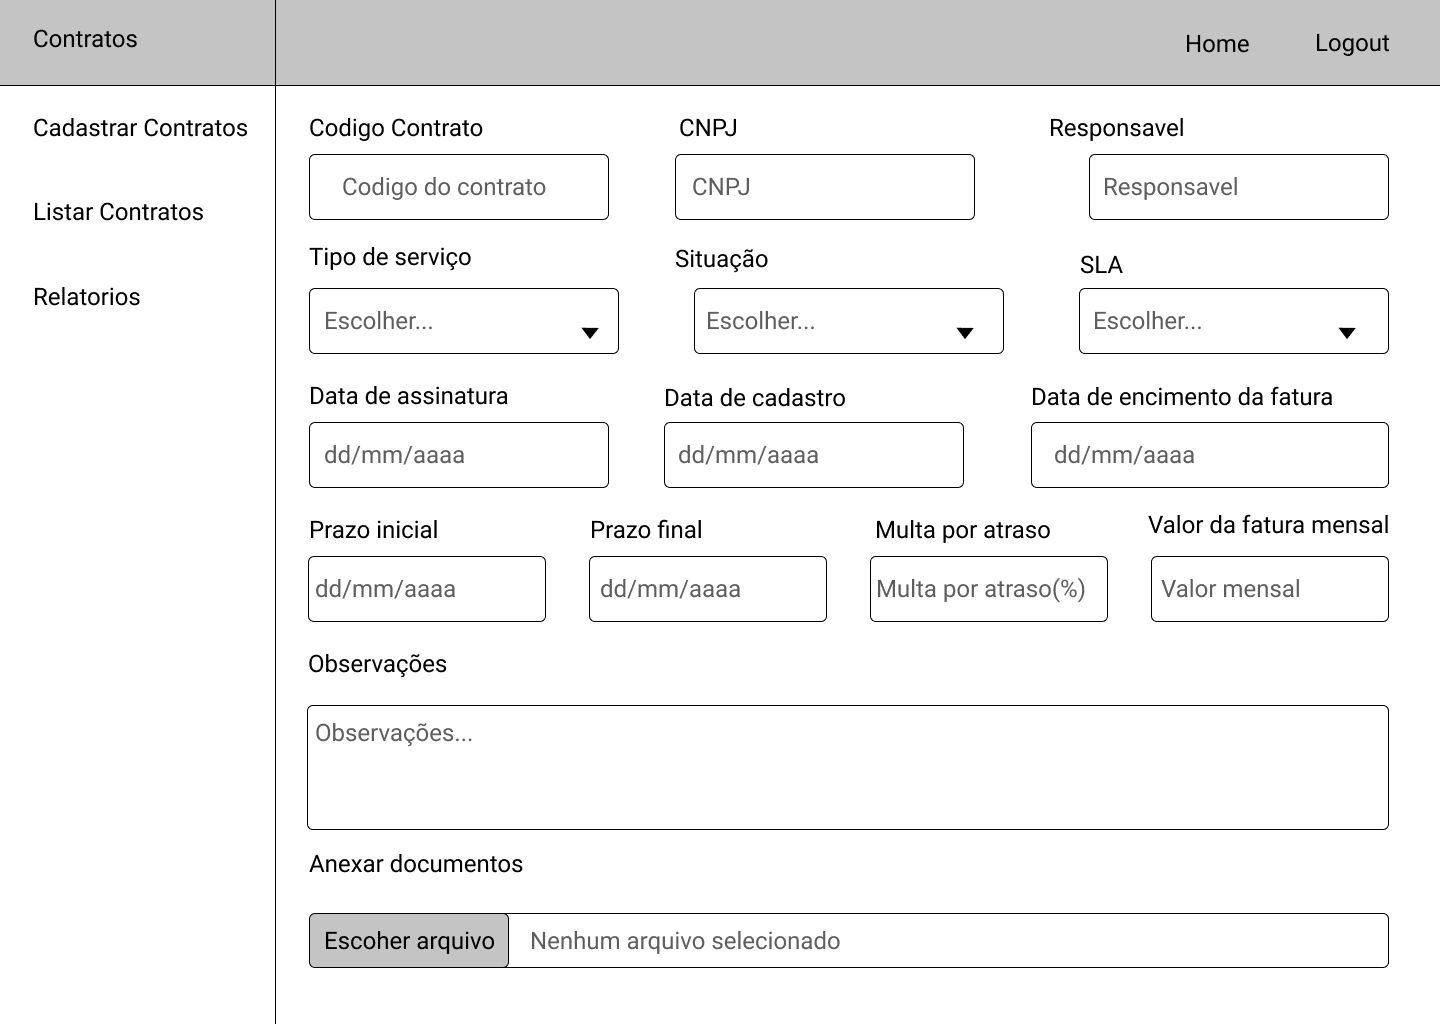 Contratos
Home
Logout
Cadastrar Contratos
Listar Contratos
Relatorios
Codigo Contrato
CNPJ
Responsavel
Codigo do contrato
CNPJ
Responsavel
Tipo de serviço
Situação
SLA
Escolher...
Escolher...
Escolher...
Data de assinatura
Data de cadastro
Data de encimento da fatura
dd/mm/aaaa
dd/mm/aaaa
dd/mm/aaaa
Prazo inicial
Prazo final
Multa por atraso
Valor da fatura mensal
dd/mm/aaaa
dd/mm/aaaa
Multa por atraso(%)
Valor mensal
Observações
Observações...
Anexar documentos
Escoher arquivo
Nenhum arquivo selecionado